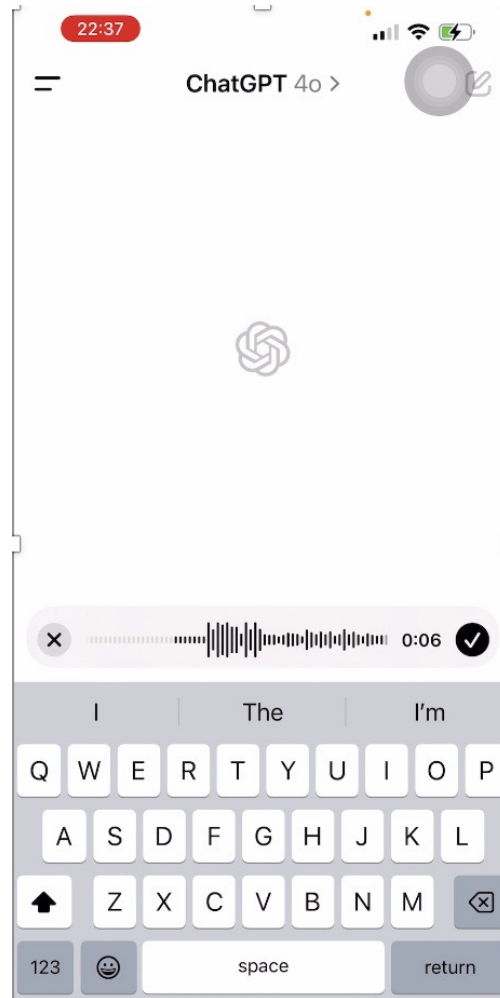 22:37
ChatGPT 4o >
0:06
I The I'm
Q W E R T Y U I O P
A S D F G H J K L
Z X C V B N M
123 space return